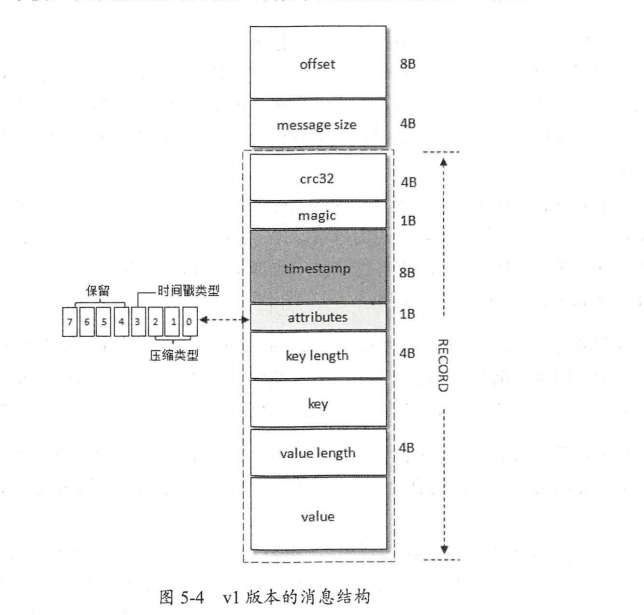 offset 8B
message size 4B
crc32 4B
magic 1B
timestamp 8B
保留 时间戳类型
7 6 5 4 3 2 1 0
attributes 1B
压缩类型
key length 4B
RECORD
key
value length 4B
value
图 5-4 v1 版本的消息结构